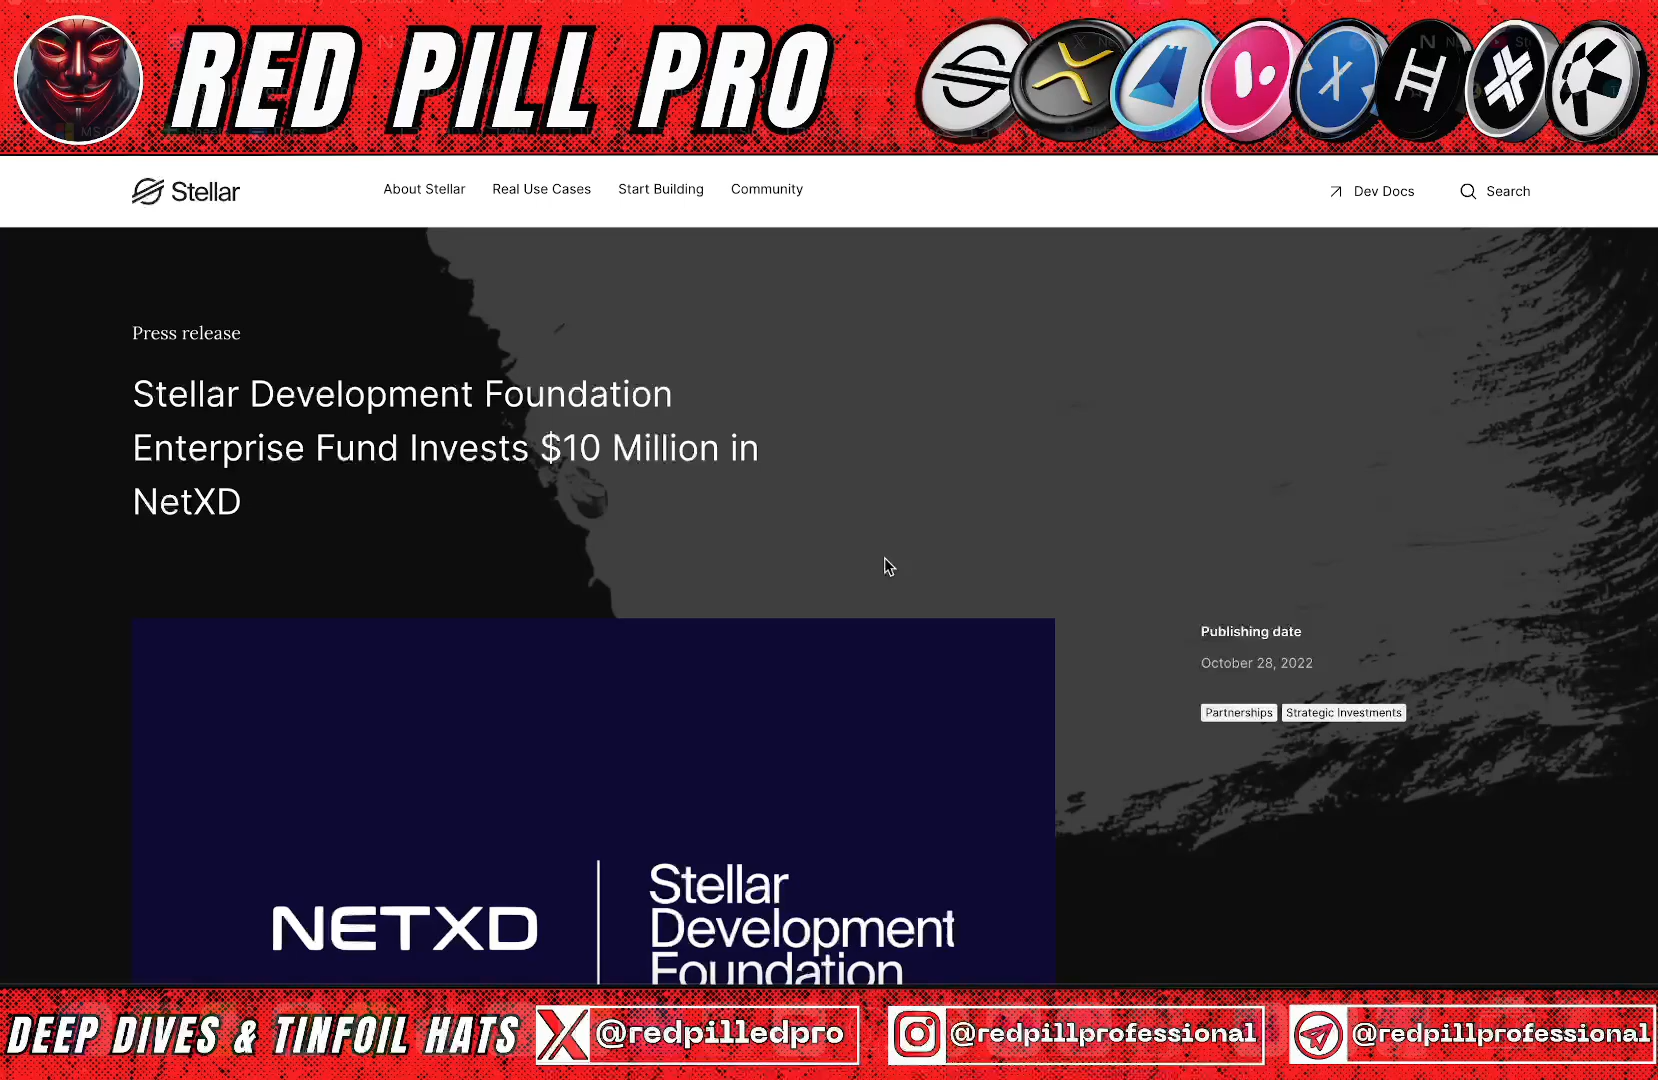 RED PILL PRO
Stellar
About Stellar
Real Use Cases
Start Building
Community
Dev Docs
Search
Press release
Stellar Development Foundation
Enterprise Fund Invests $10 Million in
NetXD
Publishing date
October 28, 2022
Partnerships
Strategic Investments
NETXD
Stellar
Development
Foundation
DEEP DIVES & TINFOIL HATS
@redpilledpro
@redpillprofessional
@redpillprofessional